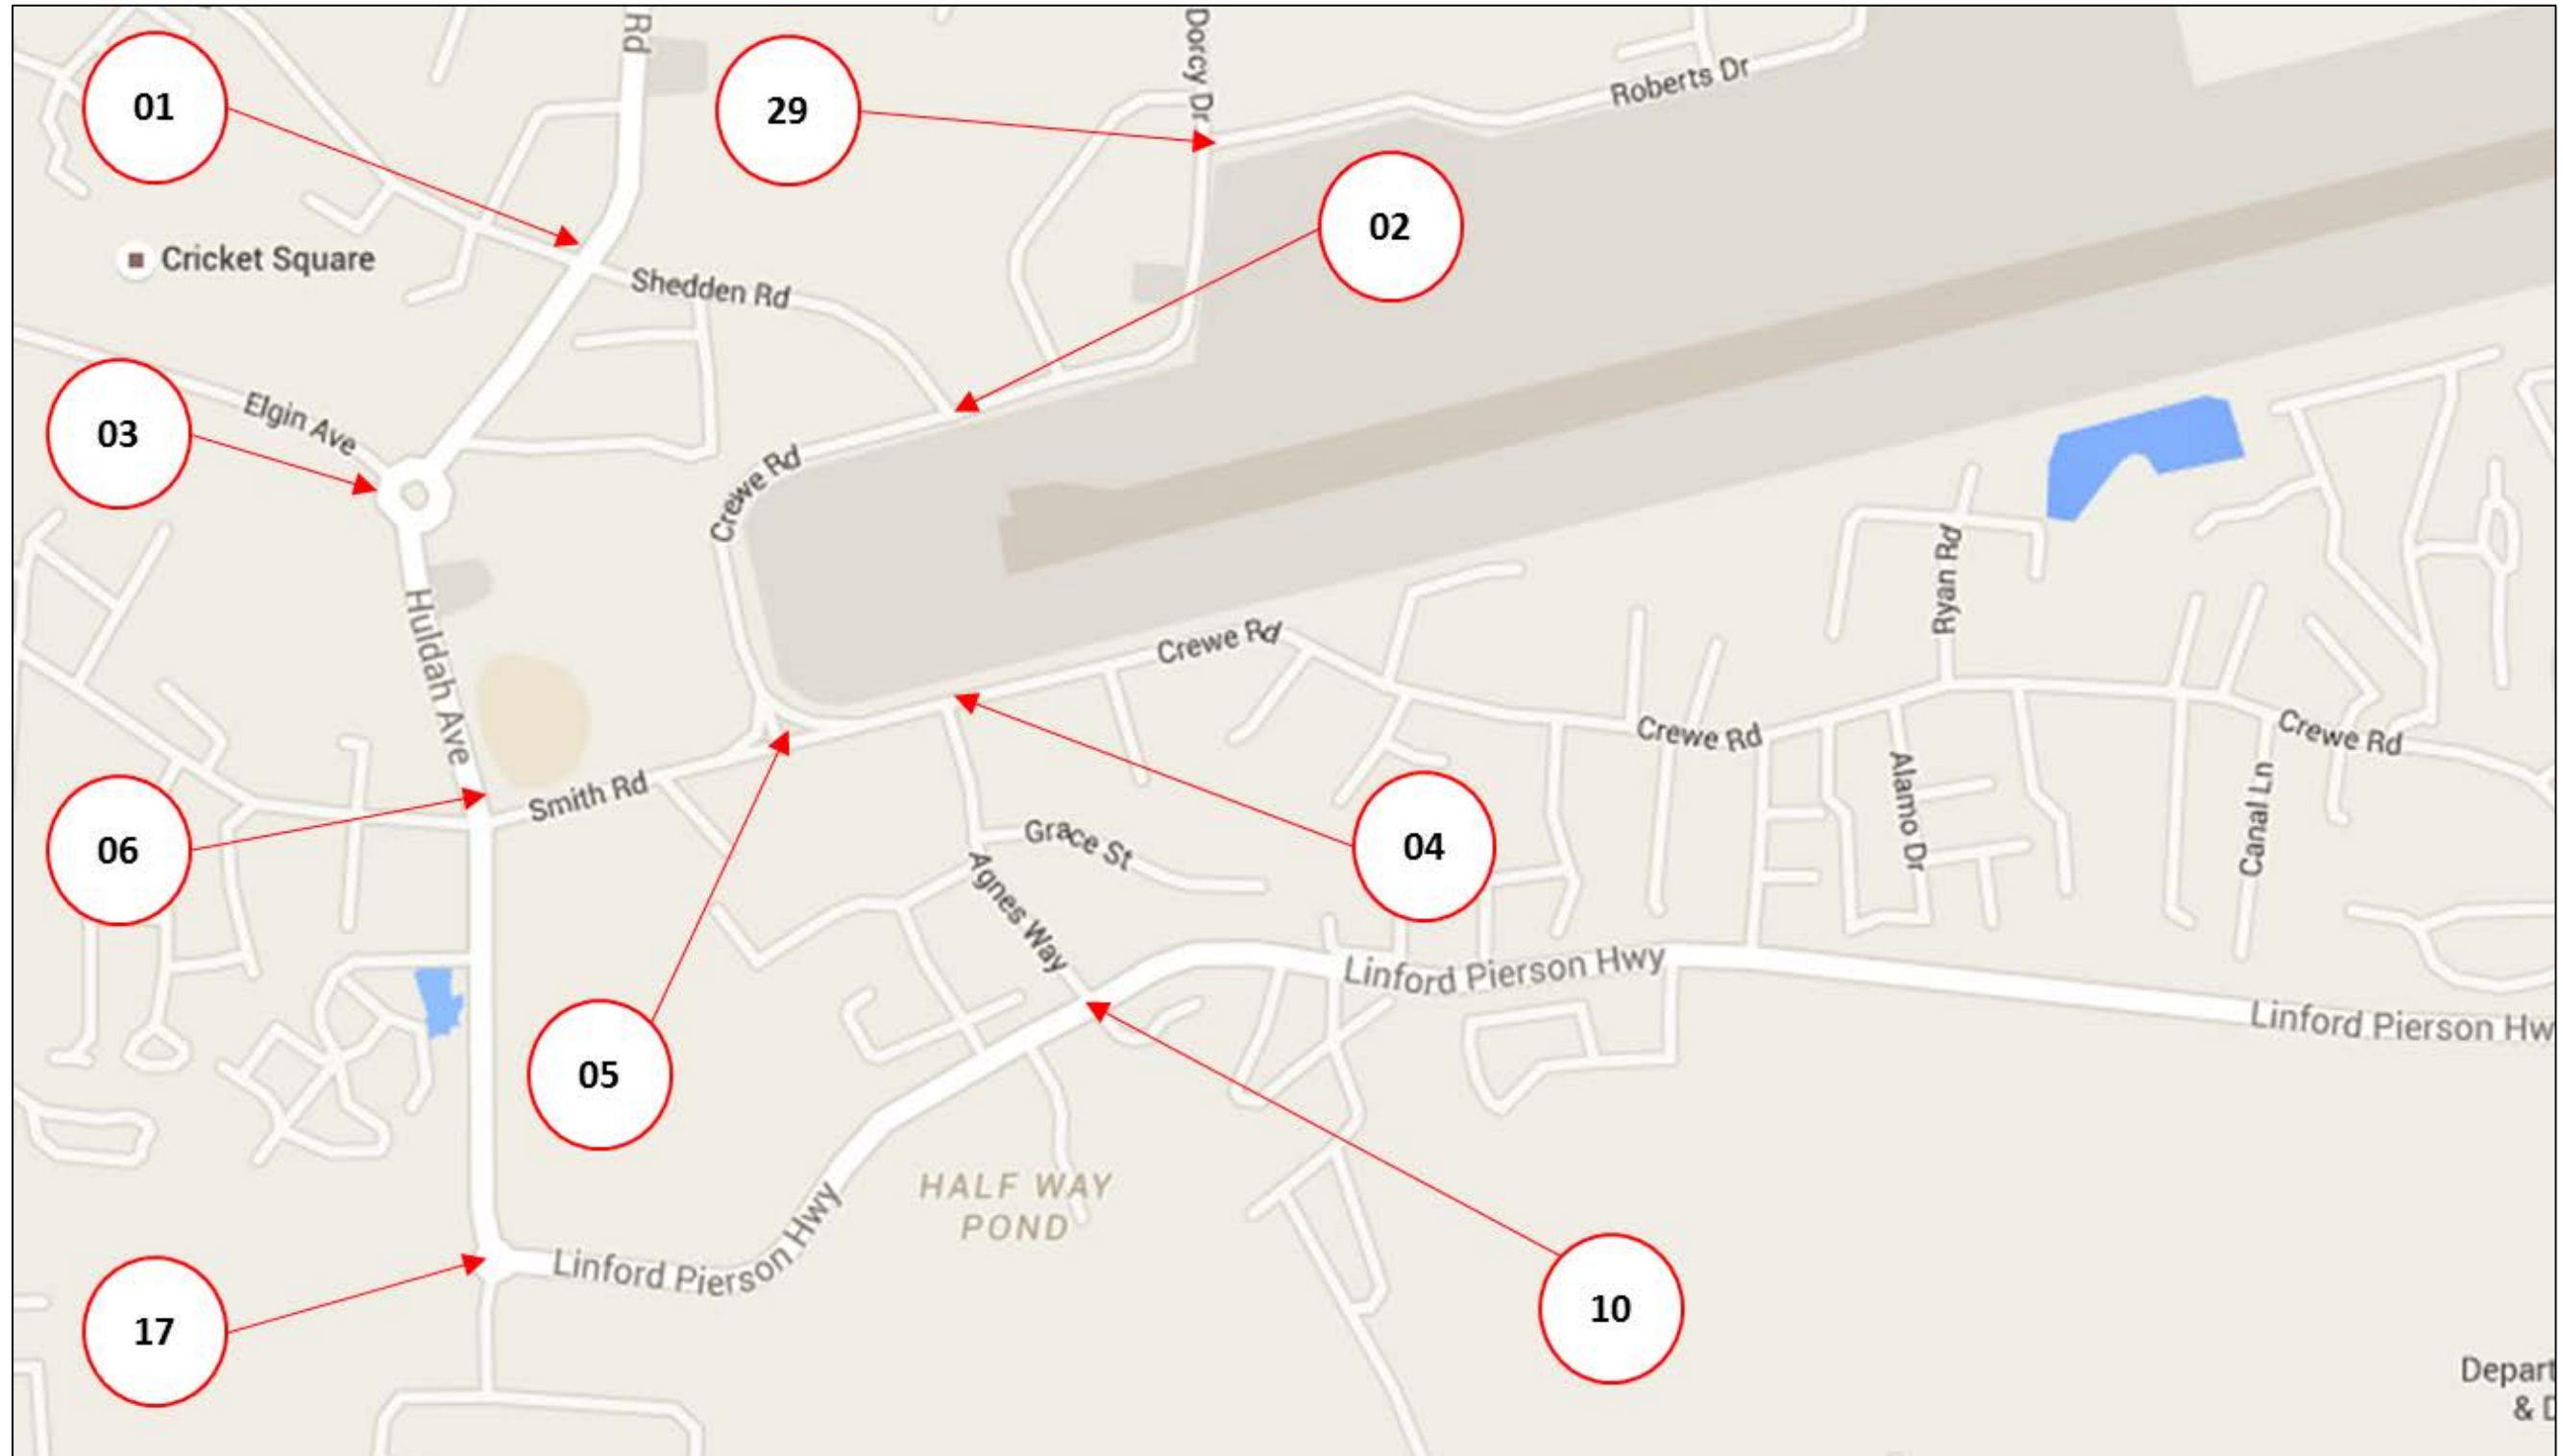 Rd
Dorcy Dr
Roberts Dr
01
29
02
Cricket Square
Shedden Rd
Elgin Ave
03
Crewe Rd
Huldah Ave
Crewe Rd
Ryan Rd
Crewe Rd
Crewe Rd
Smith Rd
Alamo Dr
Canal Ln
06
Grace St
04
Agnes Way
Linford Pierson Hwy
Linford Pierson Hw
05
HALF WAY
POND
Linford Pierson Hwy
17
10
Depart
& D